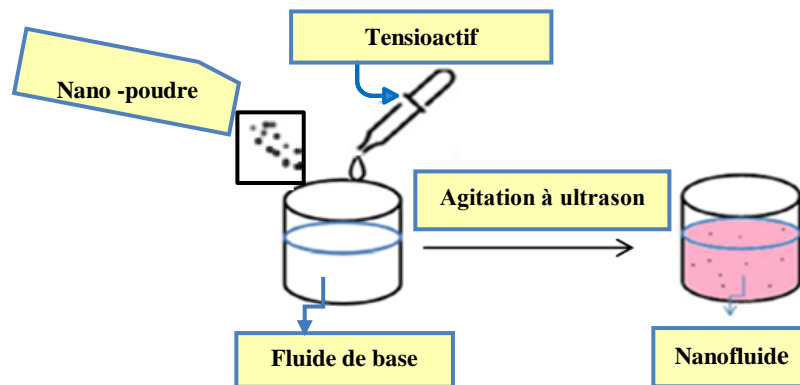 Tensioactif
Nano -poudre
Agitation à ultrason
Fluide de base
Nanofluide